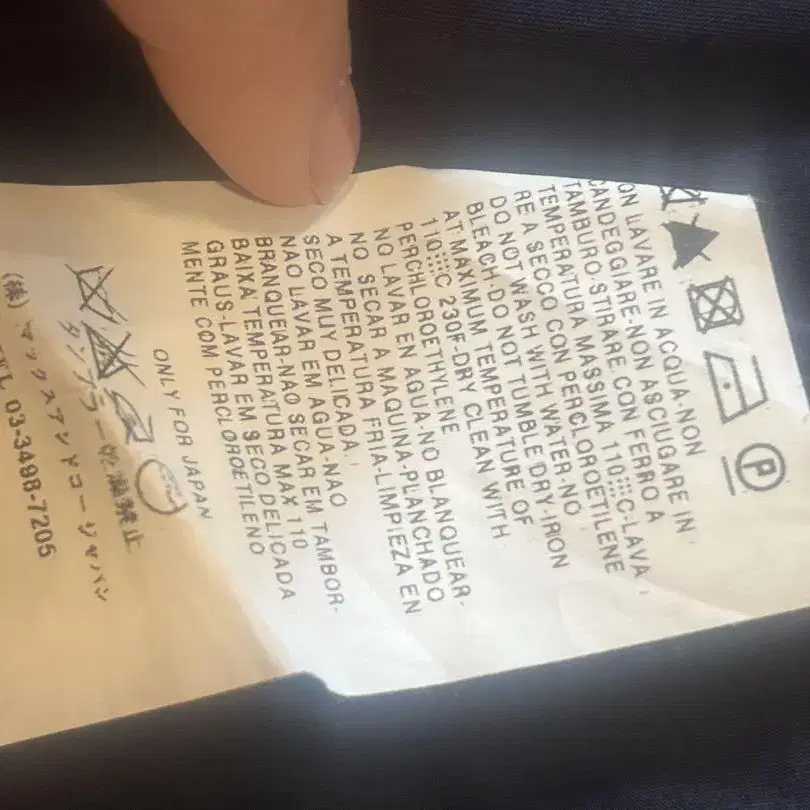 P
ON LAVARE IN ACQUA-NON
CANDEGGIARE-NON ASCIUGARE IN
TAMBURO-STIRARE CON FERRO A
TEMPERATURA MASSIMA 110 C-LAVA
RE A SECCO CON PERCLOROETILENE
DO NOT WASH WITH WATER-NO
BLEACH-DO NOT TUMBLE DRY-IRION
AT MAXIMUM TEMPERATURE OF
110 C 230F-DRY CLEAN WITH
PERCHLOROETHYLENE
NO LAVAR EN AGUA-NO BLANQUEAR-
NO SECAR A MAQUINA-PLANCHADO
A TEMPERATURA FRIA-LIMPIEZA EN
SECO MUY DELICADA.
NAO LAVAR EM AGUA-NAO
BRANQUEAR-NAO SECAR EM TAMBOR-
BAIXA TEMPERATURA MAX 110
GRAUS-LAVAR EM SECO DELICADA
MENTE COM PERCLOROETILENO
ONLY FOR JAPAN
タンブラー乾燥禁止
(株) マックスアンドコージャパン
TEL 03-3498-7205